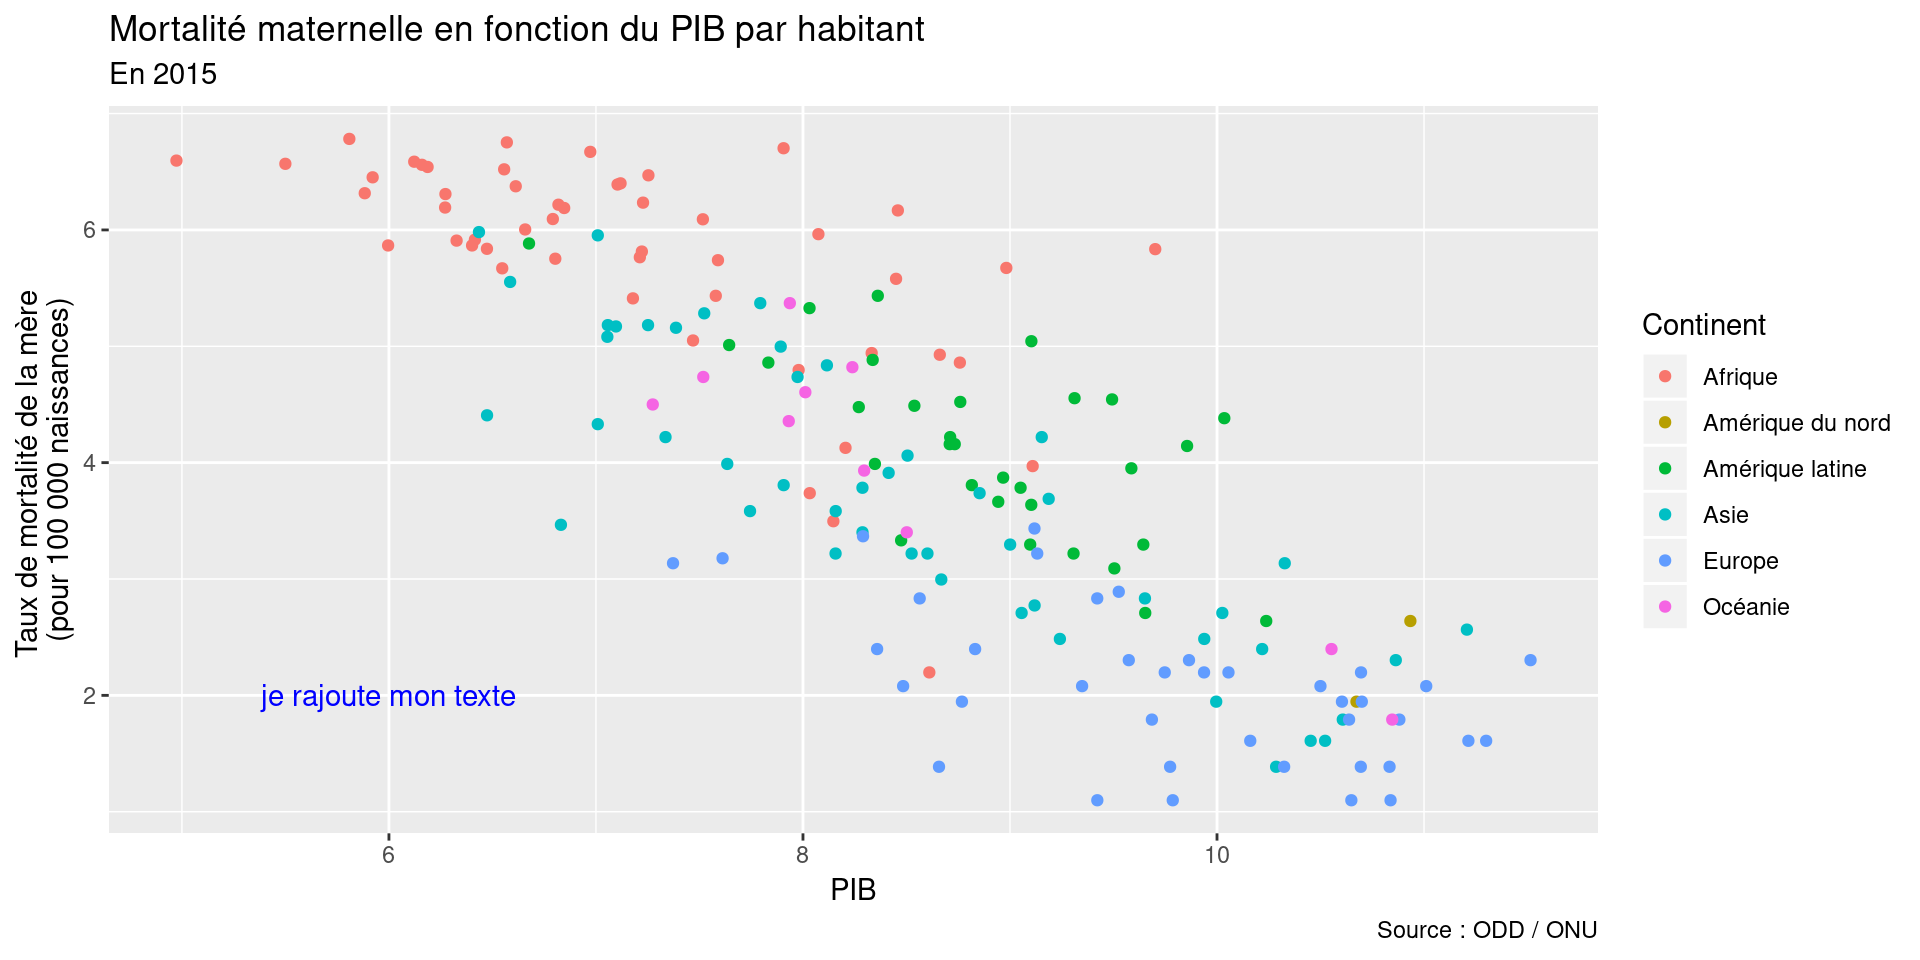 Mortalité maternelle en fonction du PIB par habitant
En 2015
Taux de mortalité de la mère
(pour 100 000 naissances)
6
4
2
je rajoute mon texte
6
8
10
PIB
Continent
Afrique
Amérique du nord
Amérique latine
Asie
Europe
Océanie
Source : ODD / ONU